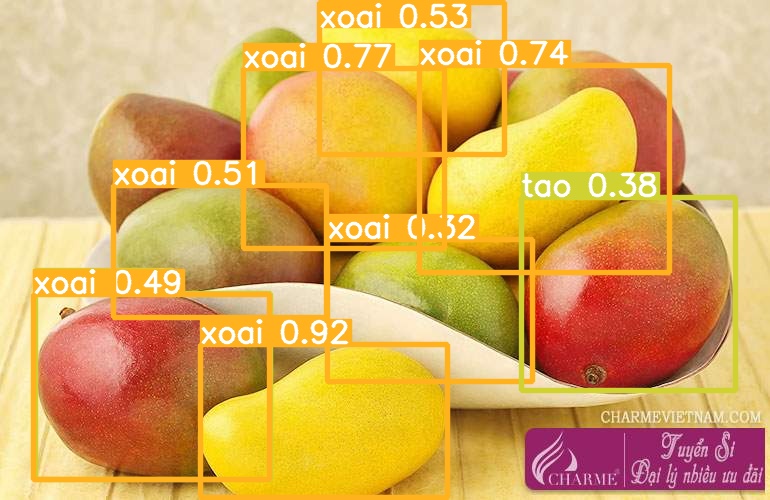 xoai 0.53
xoai 0.77
xoai 0.74
xoai 0.51
tao 0.38
xoai 0.32
xoai 0.49
xoai 0.92
CHARMEVIETNAM.COM
CHARME®
Tuyển Sỉ
Đại lý nhiều ưu đãi